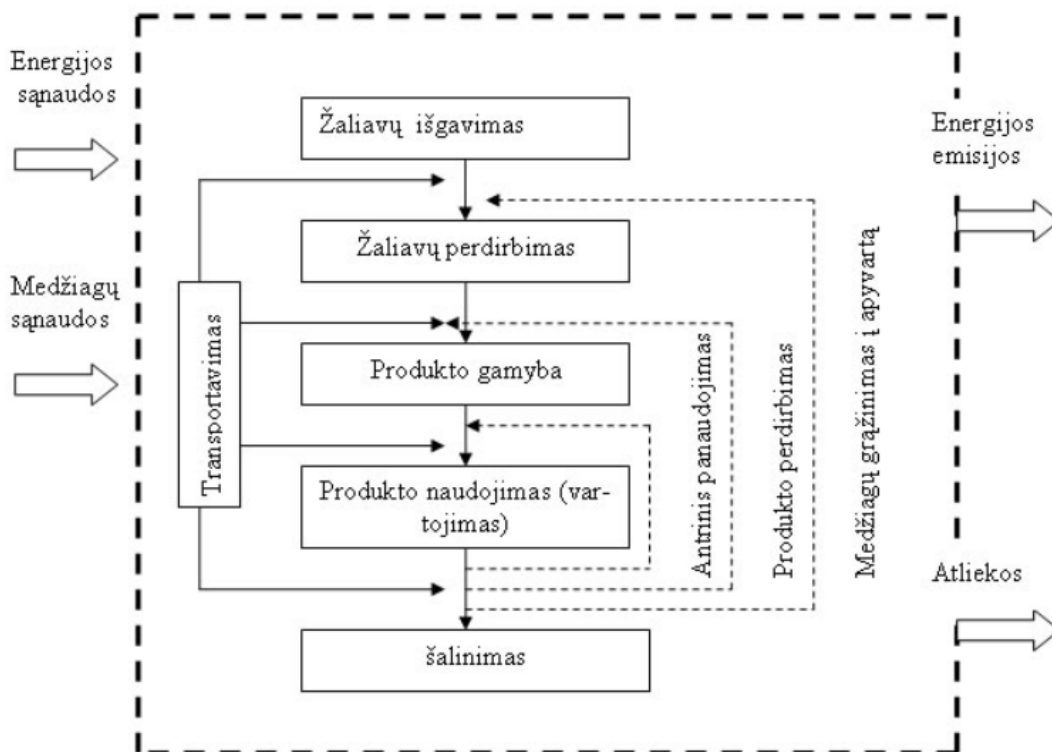 Energijos
sąnaudos
Žaliavų išgavimas
Energijos
emisijos
Žaliavų perdirbimas
Medžiagų
sąnaudos
Transportavimas
Produkto gamyba
Produkto naudojimas (var-
tojimas)
Antrinis panaudojimas
Produkto perdirbimas
Medžiagų grąžinimas į apyvartą
Atliekos
šalinimas